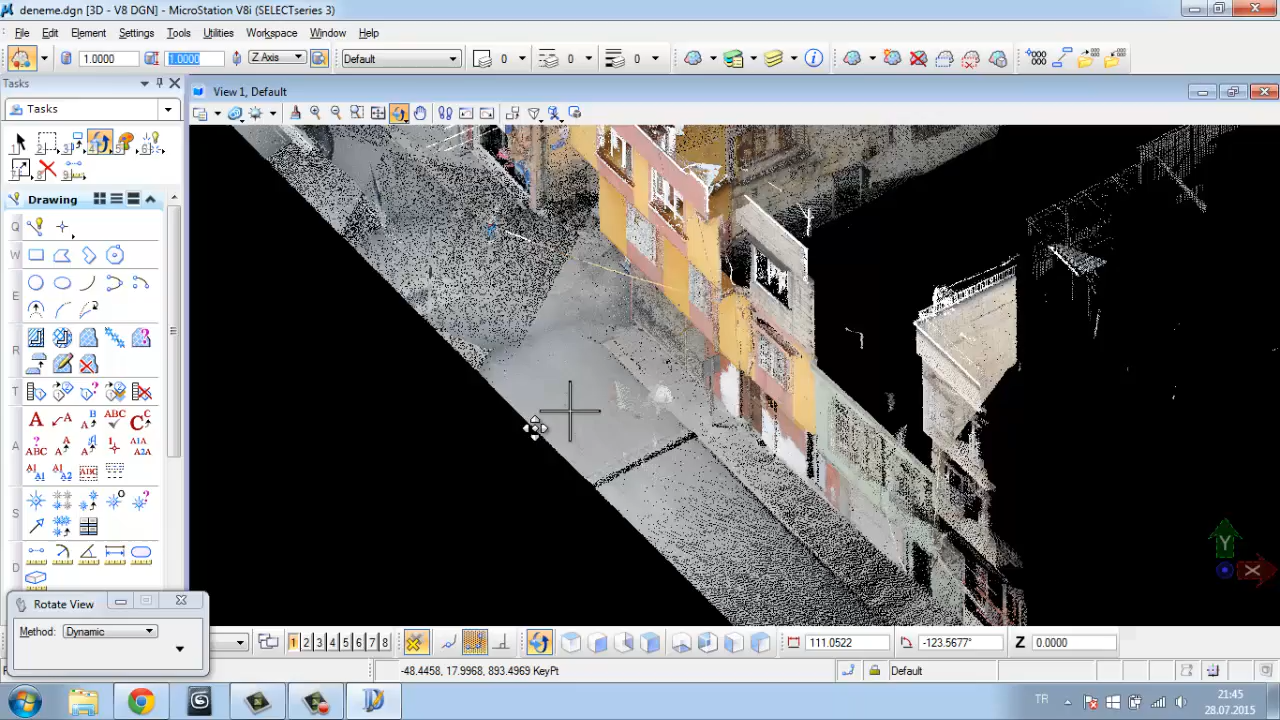 deneme.dgn [3D - V8 DGN] - MicroStation V8i (SELECTseries 3)
File Edit Element Settings Tools Utilities Workspace Window Help
1.0000 1.0000 Z Axis Default 0 0 0
Tasks
View 1, Default
Tasks
Drawing
Q
W
E
R
T
A
S
D
Rotate View
Method: Dynamic
1 2 3 4 5 6 7 8
111.0522 -123.5677° Z 0.0000
-48.4458, 17.9968, 893.4969 KeyPt
Default
Y
X
TR
21:45
28.07.2015